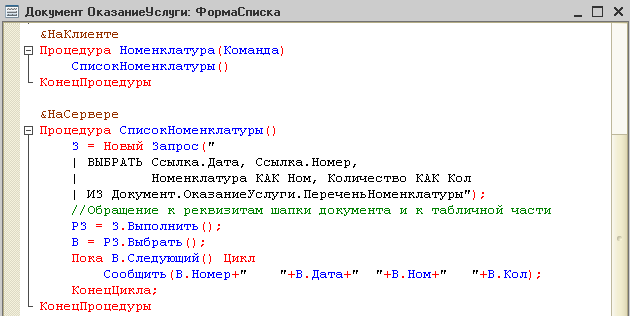 Документ ОказаниеУслуги: ФормаСписка
&НаКлиенте
Процедура Номенклатура(Команда)
СписокНоменклатуры()
КонецПроцедуры
&НаСервере
Процедура СписокНоменклатуры()
З = Новый Запрос("
| ВЫБРАТЬ Ссылка.Дата, Ссылка.Номер,
| Номенклатура КАК Ном, Количество КАК Кол
| ИЗ Документ.ОказаниеУслуги.ПереченьНоменклатуры");
//Обращение к реквизитам шапки документа и к табличной части
РЗ = З.Выполнить();
В = РЗ.Выбрать();
Пока В.Следующий() Цикл
Сообщить(В.Номер+"    "+В.Дата+"  "+В.Ном+"   "+В.Кол);
КонецЦикла;
КонецПроцедуры